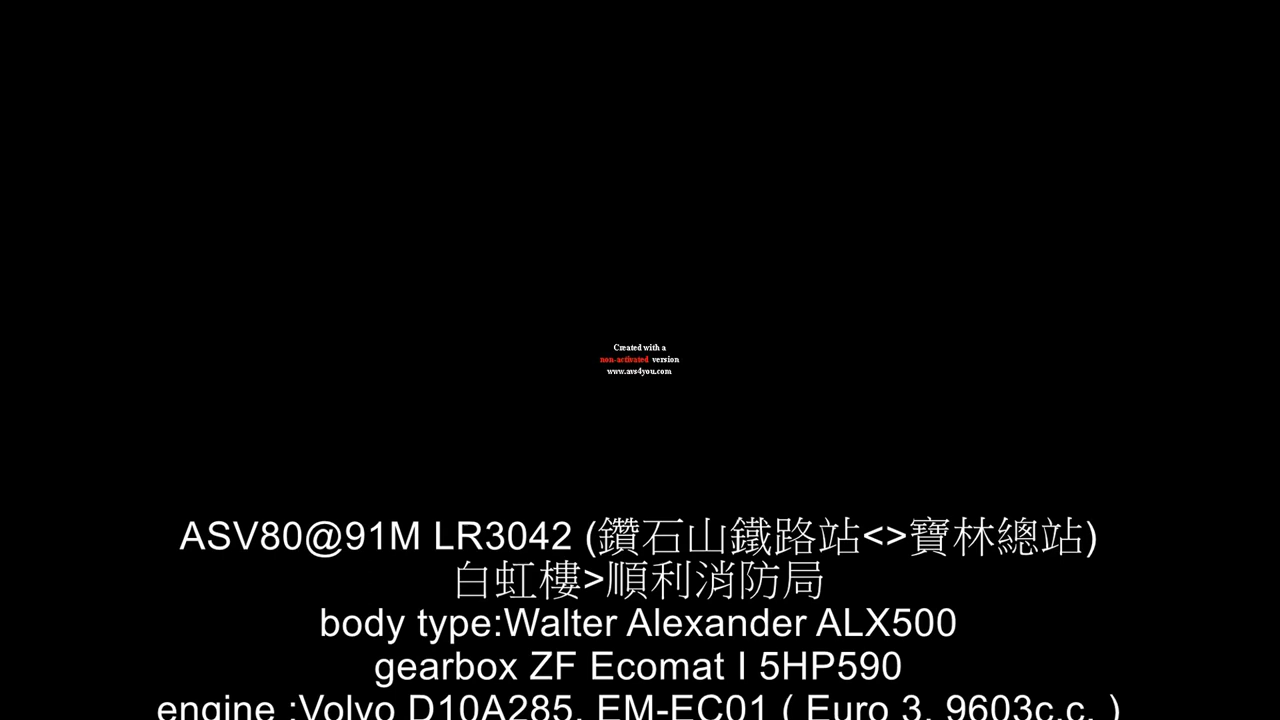 Created with a
non-activated version
www.avs4you.com
ASV80@91M LR3042 (鑽石山鐵路站<>寶林總站)
白虹樓>順利消防局
body type:Walter Alexander ALX500
gearbox ZF Ecomat I 5HP590
engine :Volvo D10A285, EM-EC01 ( Euro 3, 9603c.c. )